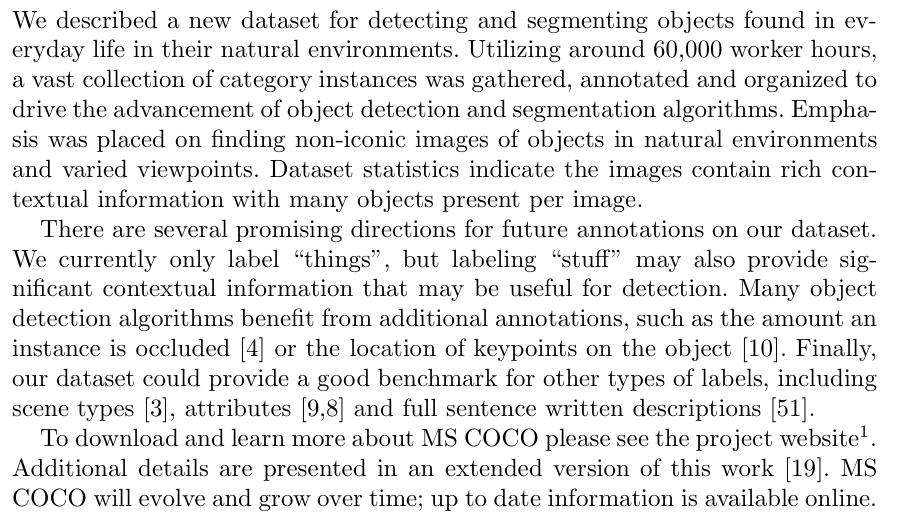 We described a new dataset for detecting and segmenting objects found in ev-
eryday life in their natural environments. Utilizing around 60,000 worker hours,
a vast collection of category instances was gathered, annotated and organized to
drive the advancement of object detection and segmentation algorithms. Empha-
sis was placed on finding non-iconic images of objects in natural environments
and varied viewpoints. Dataset statistics indicate the images contain rich con-
textual information with many objects present per image.
There are several promising directions for future annotations on our dataset.
We currently only label “things”, but labeling “stuff” may also provide sig-
nificant contextual information that may be useful for detection. Many object
detection algorithms benefit from additional annotations, such as the amount an
instance is occluded [4] or the location of keypoints on the object [10]. Finally,
our dataset could provide a good benchmark for other types of labels, including
scene types [3], attributes [9,8] and full sentence written descriptions [51].
To download and learn more about MS COCO please see the project website¹.
Additional details are presented in an extended version of this work [19]. MS
COCO will evolve and grow over time; up to date information is available online.